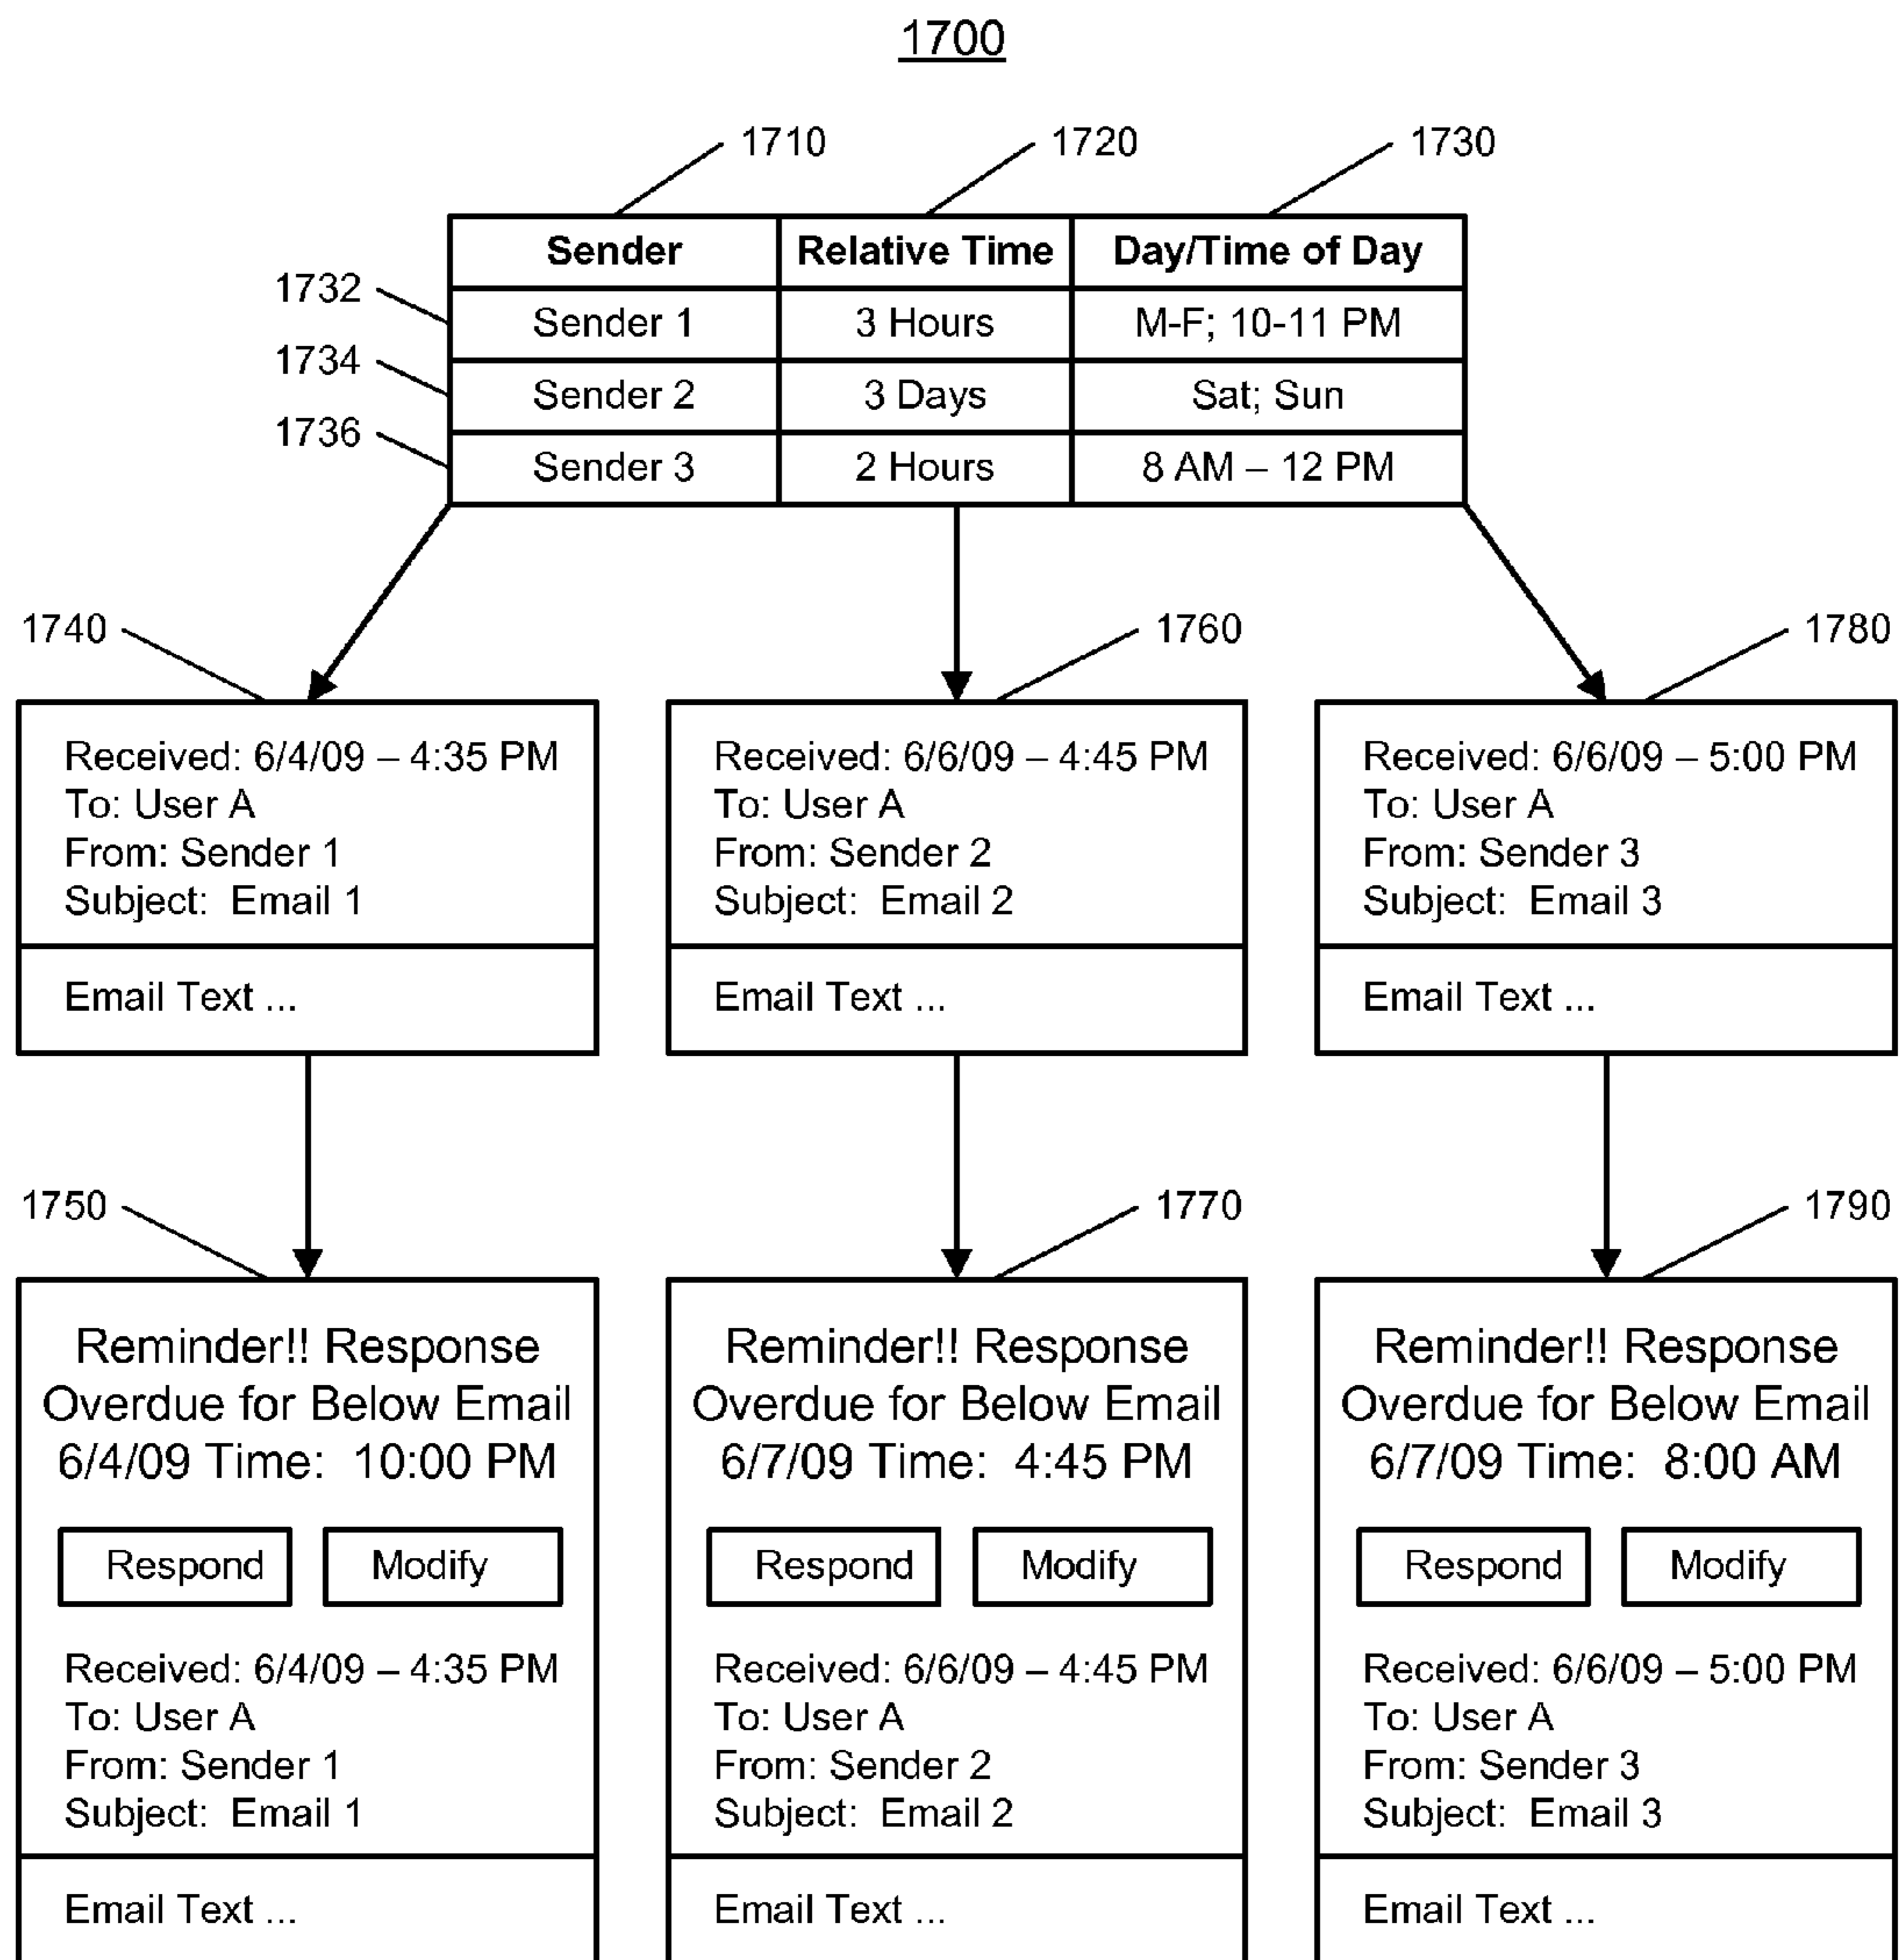 1700
1710 1720 1730
Sender Relative Time Day/Time of Day
1732
Sender 1 3 Hours M-F; 10-11 PM
1734
Sender 2 3 Days Sat; Sun
1736
Sender 3 2 Hours 8 AM – 12 PM
1740
Received: 6/4/09 – 4:35 PM
To: User A
From: Sender 1
Subject: Email 1
Email Text ...
1760
Received: 6/6/09 – 4:45 PM
To: User A
From: Sender 2
Subject: Email 2
Email Text ...
1780
Received: 6/6/09 – 5:00 PM
To: User A
From: Sender 3
Subject: Email 3
Email Text ...
1750
Reminder!! Response
Overdue for Below Email
6/4/09 Time: 10:00 PM
Respond Modify
Received: 6/4/09 – 4:35 PM
To: User A
From: Sender 1
Subject: Email 1
Email Text ...
1770
Reminder!! Response
Overdue for Below Email
6/7/09 Time: 4:45 PM
Respond Modify
Received: 6/6/09 – 4:45 PM
To: User A
From: Sender 2
Subject: Email 2
Email Text ...
1790
Reminder!! Response
Overdue for Below Email
6/7/09 Time: 8:00 AM
Respond Modify
Received: 6/6/09 – 5:00 PM
To: User A
From: Sender 3
Subject: Email 3
Email Text ...